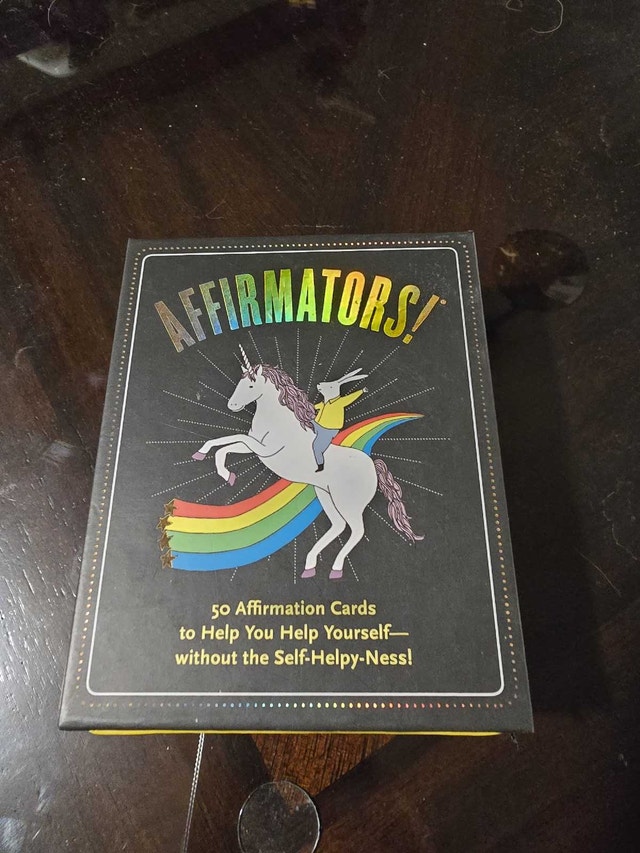 AFFIRMATORS!
50 Affirmation Cards
to Help You Help Yourself—
without the Self-Helpy-Ness!